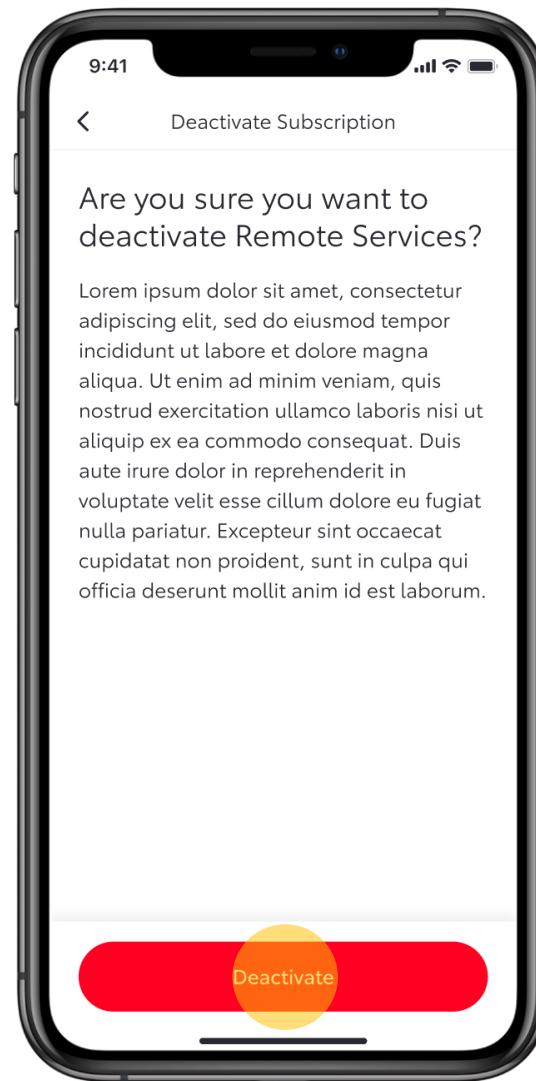 9:41
Deactivate Subscription
Are you sure you want to
deactivate Remote Services?
Lorem ipsum dolor sit amet, consectetur
adipiscing elit, sed do eiusmod tempor
incididunt ut labore et dolore magna
aliqua. Ut enim ad minim veniam, quis
nostrud exercitation ullamco laboris nisi ut
aliquip ex ea commodo consequat. Duis
aute irure dolor in reprehenderit in
voluptate velit esse cillum dolore eu fugiat
nulla pariatur. Excepteur sint occaecat
cupidatat non proident, sunt in culpa qui
officia deserunt mollit anim id est laborum.
Deactivate